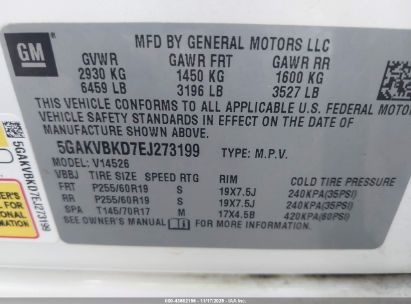 GM
MFD BY GENERAL MOTORS LLC
GVWR GAWR FRT GAWR RR
2930 KG 1450 KG 1600 KG
6459 LB 3196 LB 3527 LB
THIS VEHICLE CONFORMS TO ALL APPLICABLE U.S. FEDERAL MOTOR
VEHICLE SAFETY STANDARDS IN EFFECT ON THE DATE OF
MANUFACTURE SHOWN ABOVE.
5GAKVBKD7EJ273199 TYPE: M.P.V.
MODEL: V14526
VBBJ TIRE SIZE SPEED RTG RIM COLD TIRE PRESSURE
FRT P255/60R19 S 19X7.5J 240KPA(35PSI)
RR P255/60R19 S 19X7.5J 240KPA(35PSI)
SPA T145/70R17 M 17X4.5B 420KPA(60PSI)
SEE OWNER'S MANUAL FOR MORE INFORMATION
5GAKVBKD7EJ273199